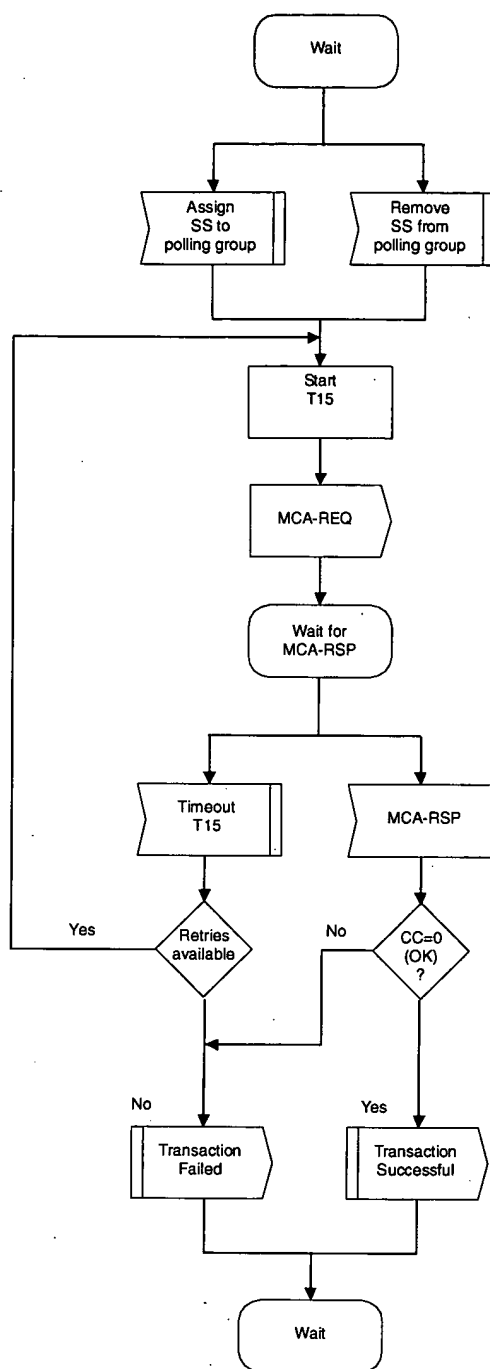 Wait
Assign
SS to
polling group
Remove
SS from
polling group
Start
T15
MCA-REQ
Wait for
MCA-RSP
Timeout
T15
MCA-RSP
Yes
Retries
available
No
CC=0
(OK)
?
No
Yes
Transaction
Failed
Transaction
Successful
Wait